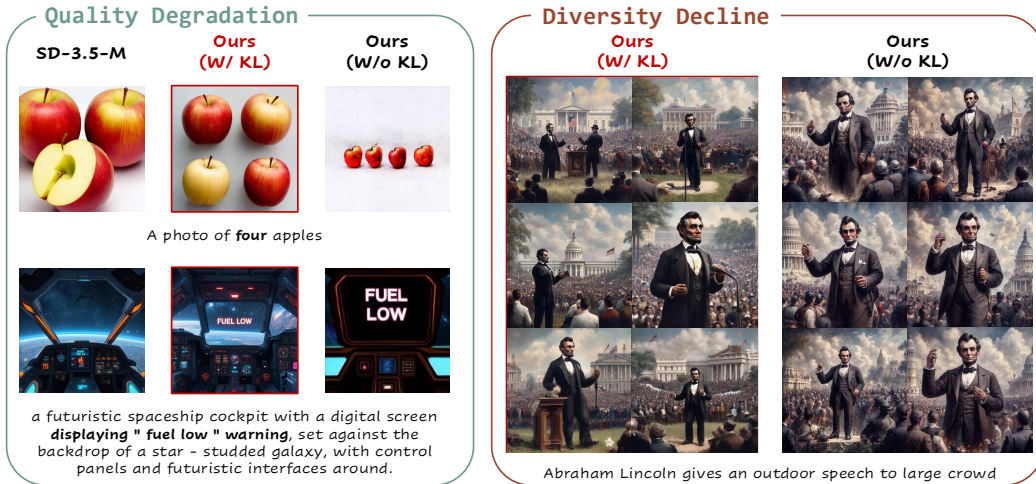 Quality Degradation
SD-3.5-M
Ours
(W/ KL)
Ours
(W/o KL)
A photo of four apples
FUEL LOW
FUEL
LOW
a futuristic spaceship cockpit with a digital screen
displaying " fuel low " warning, set against the
backdrop of a star - studded galaxy, with control
panels and futuristic interfaces around.
Diversity Decline
Ours
(W/ KL)
Ours
(W/o KL)
Abraham Lincoln gives an outdoor speech to large crowd